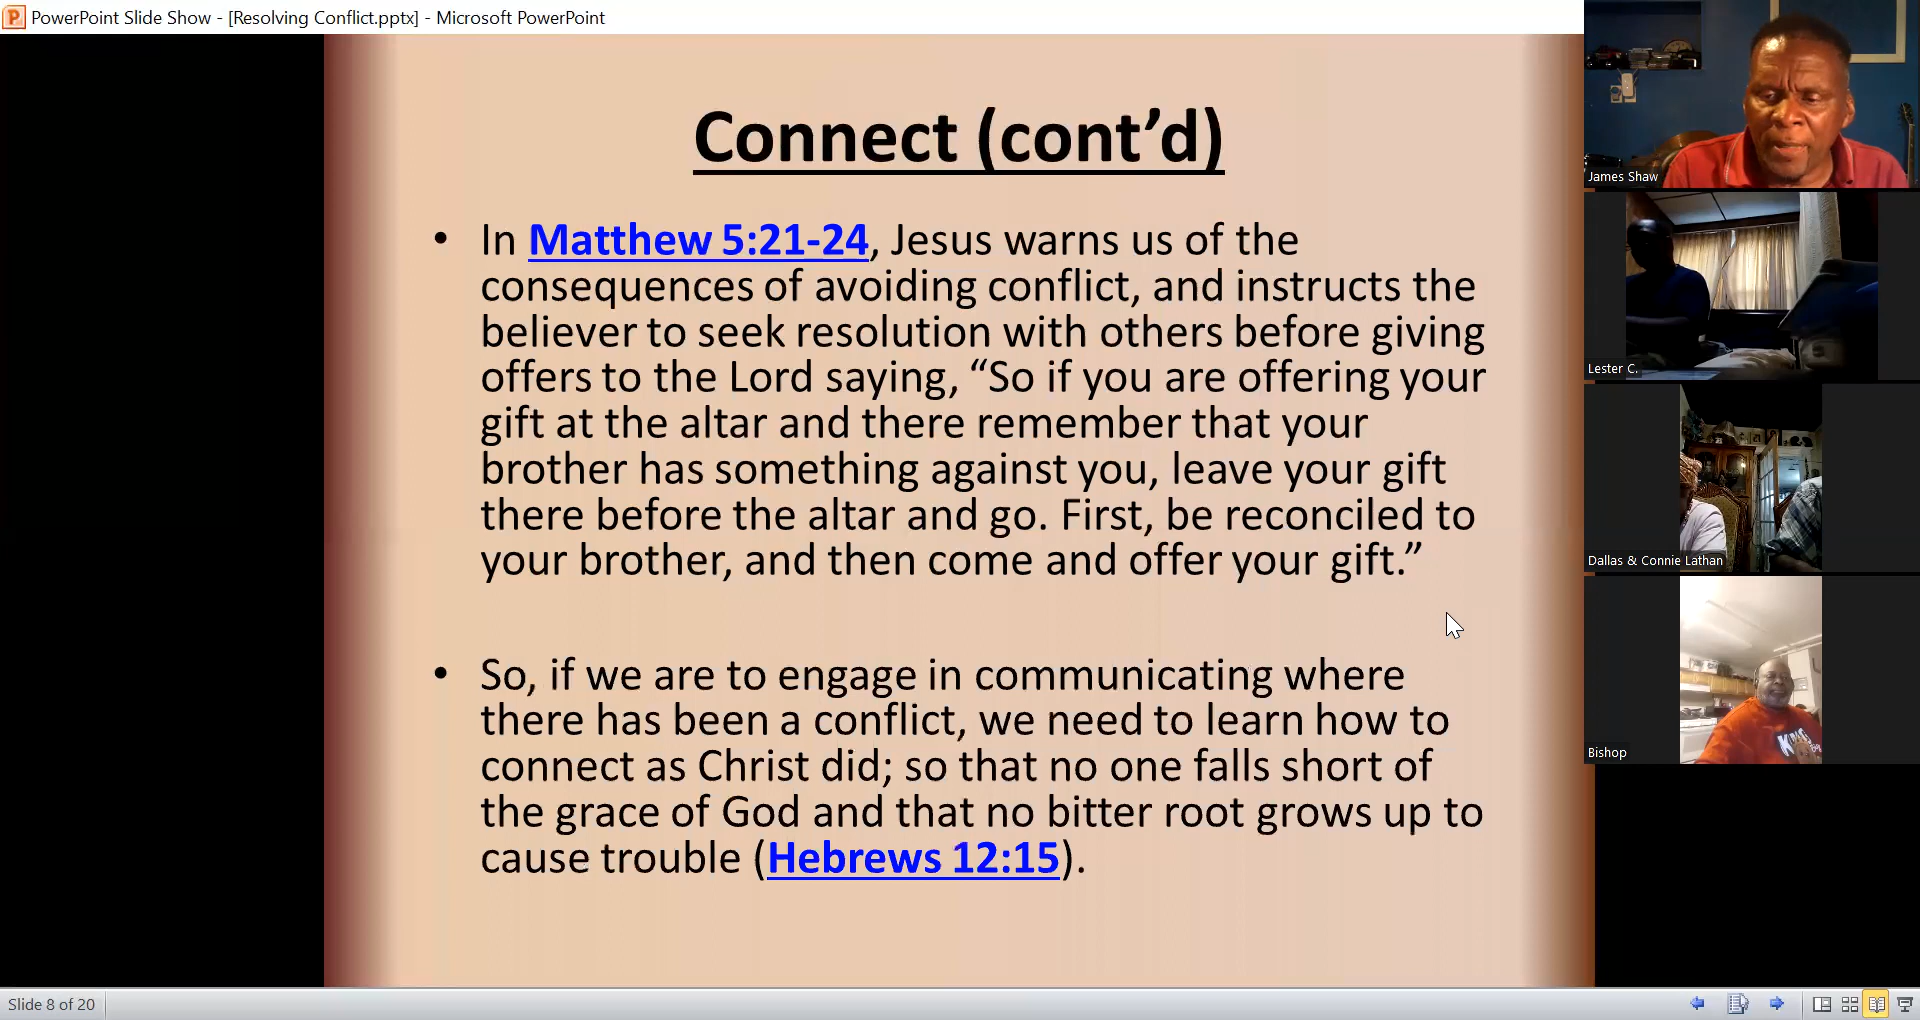 PowerPoint Slide Show - [Resolving Conflict.pptx] - Microsoft PowerPoint
Connect (cont’d)
• In Matthew 5:21-24, Jesus warns us of the
consequences of avoiding conflict, and instructs the
believer to seek resolution with others before giving
offers to the Lord saying, “So if you are offering your
gift at the altar and there remember that your
brother has something against you, leave your gift
there before the altar and go. First, be reconciled to
your brother, and then come and offer your gift.”
• So, if we are to engage in communicating where
there has been a conflict, we need to learn how to
connect as Christ did; so that no one falls short of
the grace of God and that no bitter root grows up to
cause trouble (Hebrews 12:15).
James Shaw
Lester C.
Dallas & Connie Lathan
Bishop
Slide 8 of 20